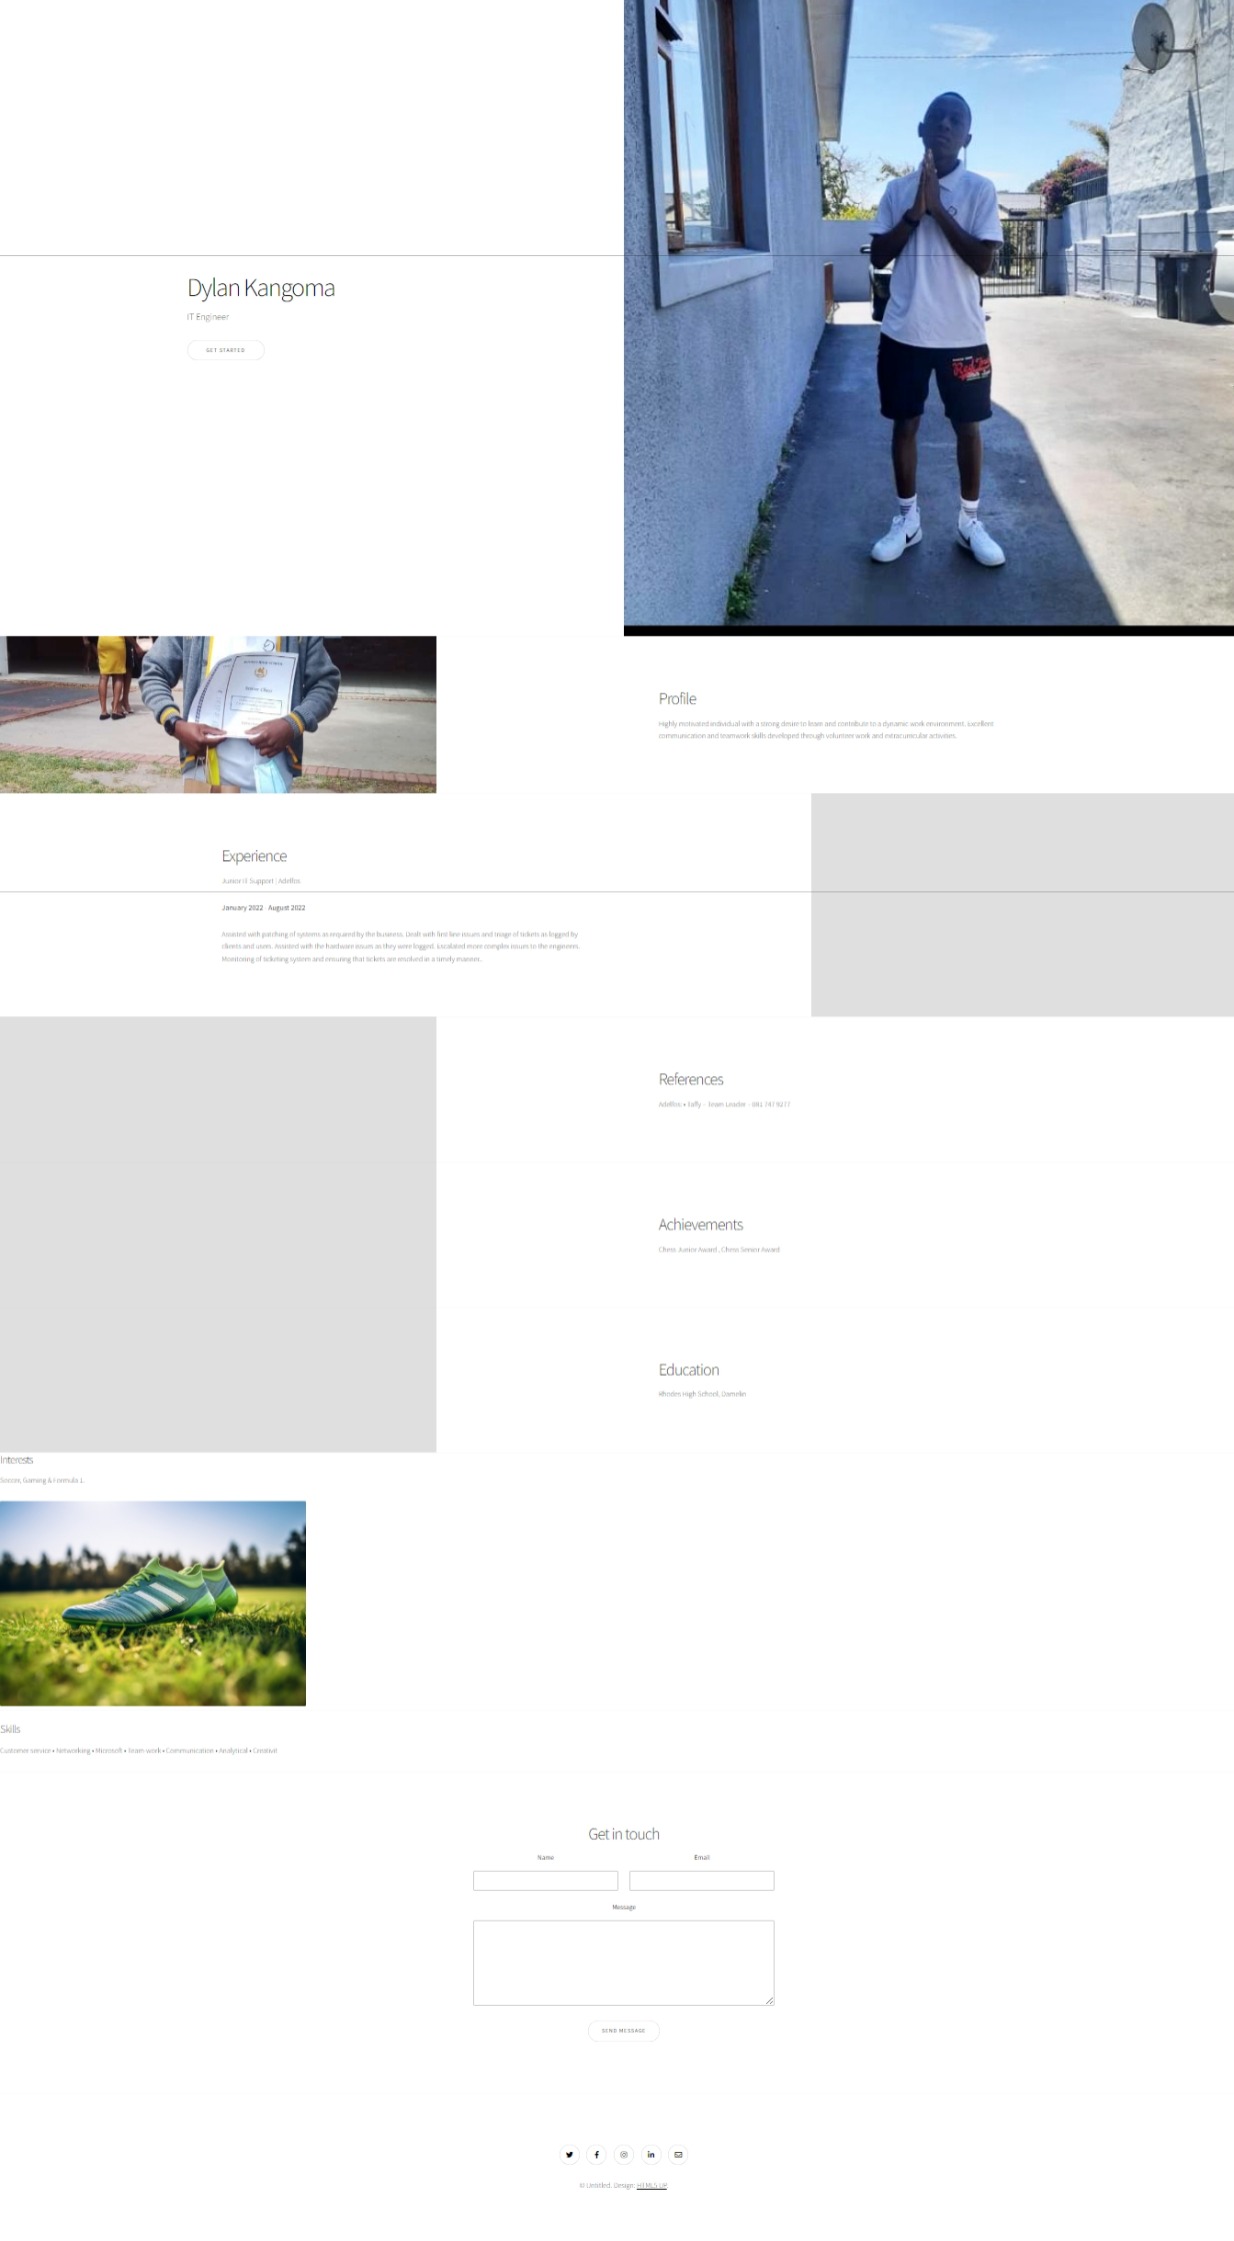 Dylan Kangoma
IT Engineer
GET STARTED
Profile
Highly motivated individual with a strong desire to learn and contribute to a dynamic work environment. Excellent
communication and teamwork skills developed through volunteer work and extracurricular activities.
Experience
Junior IT Support | Adelfos
January 2022 - August 2022
Assisted with patching of systems as required by the business. Dealt with first line issues and triage of tickets as logged by
clients and users. Assisted with the hardware issues as they were logged. Escalated more complex issues to the engineers.
Monitoring of ticketing system and ensuring that tickets are resolved in a timely manner.
References
Adelfos • Taffy - Team Leader - 081 747 9277
Achievements
Chess Junior Award , Chess Senior Award
Education
Rhodes High School, Damelin
Interests
Soccer, Gaming & Formula 1
Skills
Customer service • Networking • Microsoft • Team-work • Communication • Analytical •
Get in touch
Name
Email
Message
SEND MESSAGE
© Untitled. Design: HTML5 UP.